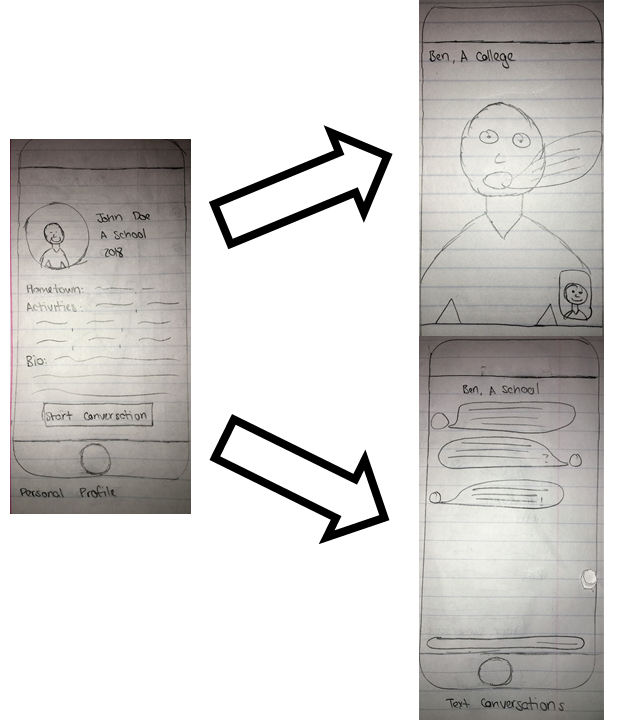 John Doe
A School
2018
Hometown:
Activities:
Bio:
Start Conversation
Personal Profile
Ben, A College
Ben, A School
?
!
Text Conversations